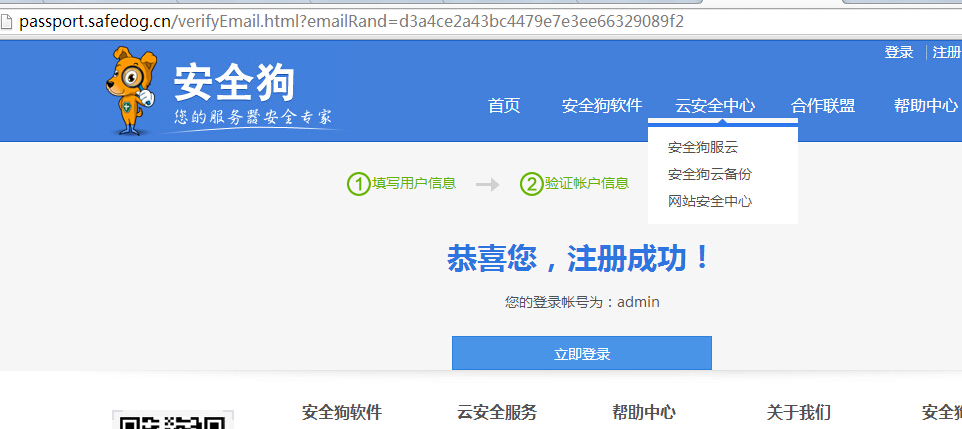 passport.safedog.cn/verifyEmail.html?emailRand=d3a4ce2a43bc4479e7e3ee66329089f2
登录 注册
安全狗
您的服务器安全专家
首页 安全狗软件 云安全中心 合作联盟 帮助中心
安全狗服云
安全狗云备份
网站安全中心
1 填写用户信息 2 验证帐户信息
恭喜您，注册成功！
您的登录帐号为：admin
立即登录
安全狗软件 云安全服务 帮助中心 关于我们 安全